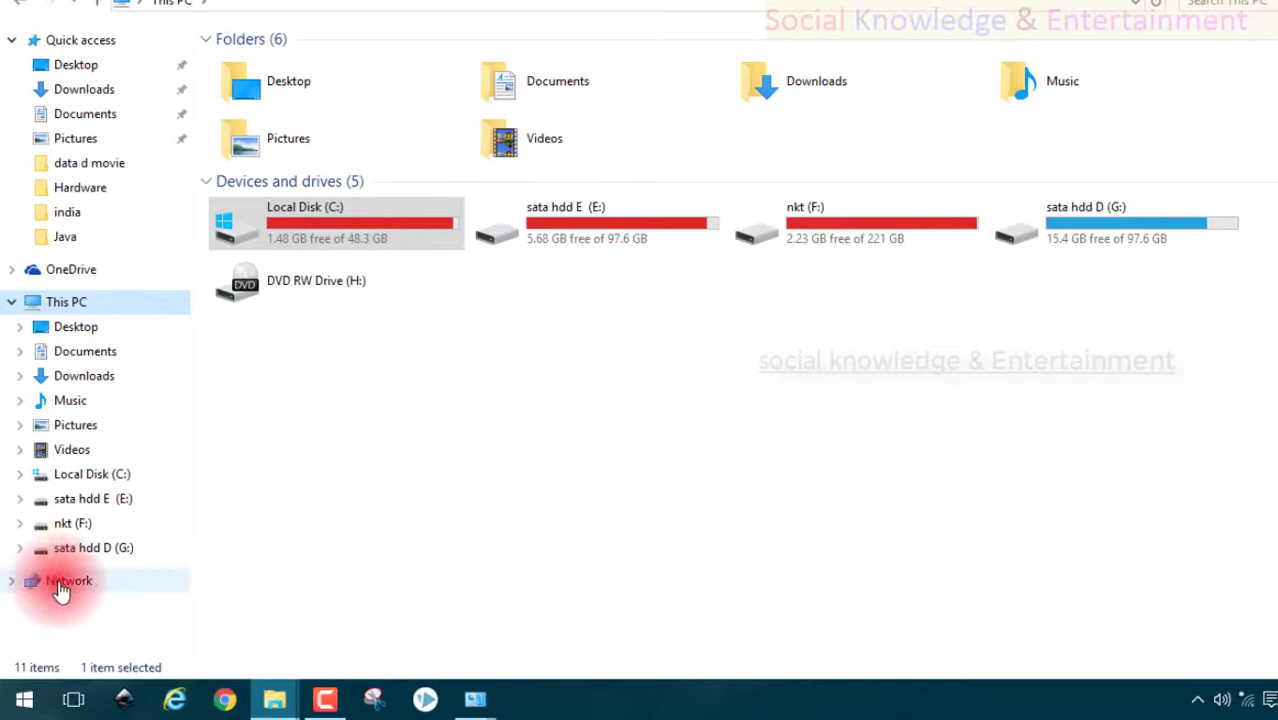 This PC
Search This PC
Social Knowledge & Entertainment
Quick access
Desktop
Downloads
Documents
Pictures
data d movie
Hardware
india
Java
OneDrive
This PC
Desktop
Documents
Downloads
Music
Pictures
Videos
Local Disk (C:)
sata hdd E (E:)
nkt (F:)
sata hdd D (G:)
Network
Folders (6)
Desktop
Documents
Downloads
Music
Pictures
Videos
Devices and drives (5)
Local Disk (C:)
1.48 GB free of 48.3 GB
sata hdd E (E:)
5.68 GB free of 97.6 GB
nkt (F:)
2.23 GB free of 221 GB
sata hdd D (G:)
15.4 GB free of 97.6 GB
DVD
DVD RW Drive (H:)
social knowledge & Entertainment
11 items
1 item selected